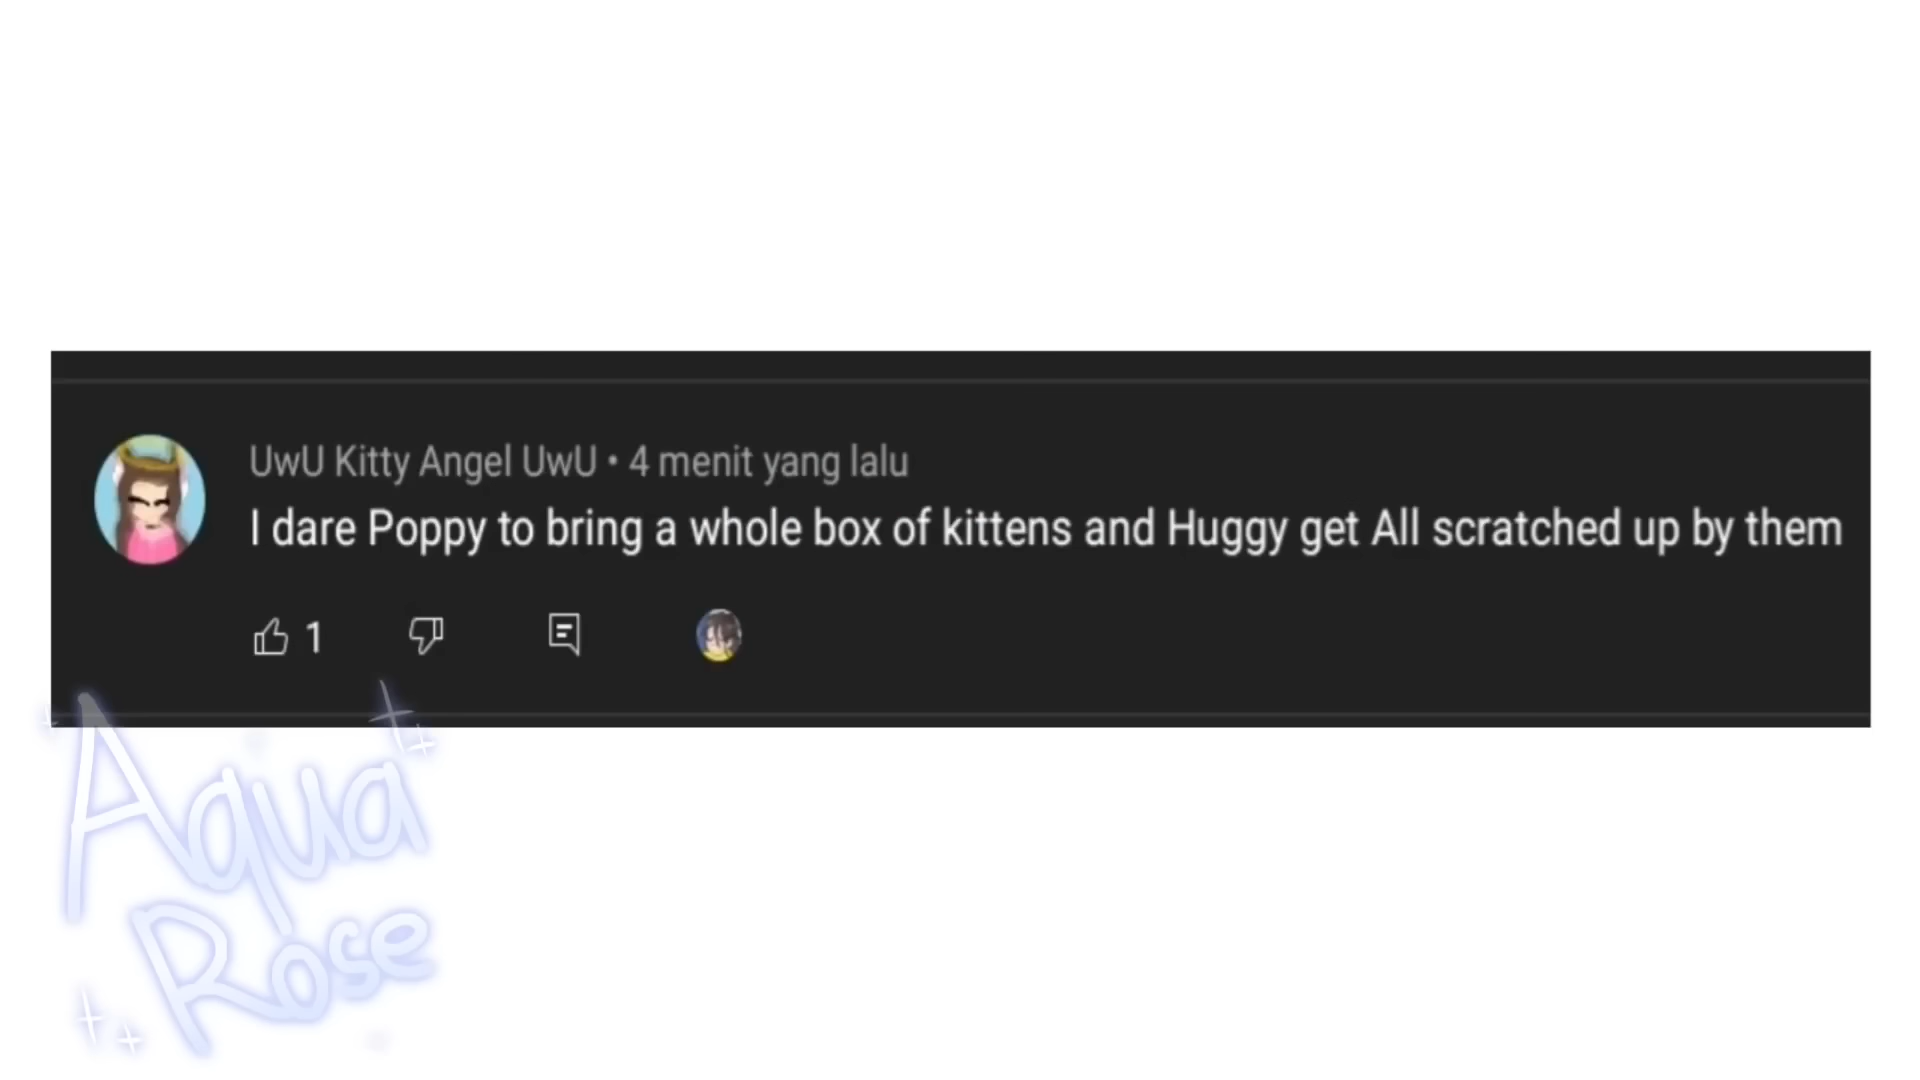 UwU Kitty Angel UwU • 4 menit yang lalu
I dare Poppy to bring a whole box of kittens and Huggy get All scratched up by them
1
Aqua
Rose